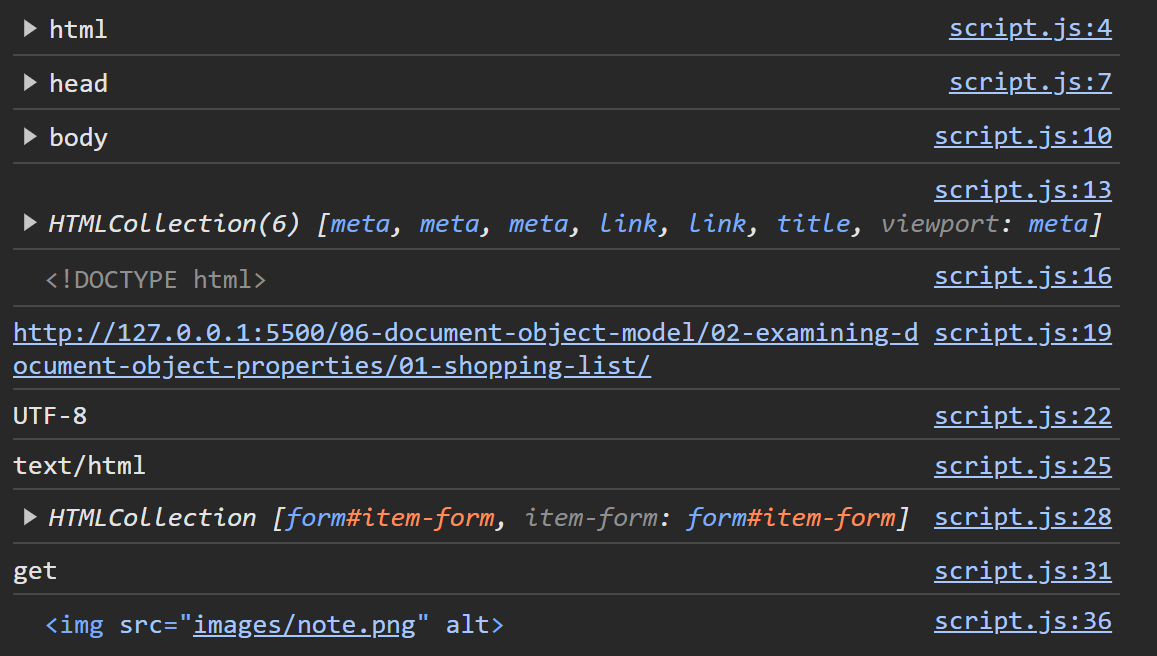 ▶ html script.js:4
▶ head script.js:7
▶ body script.js:10
script.js:13
▶ HTMLCollection(6) [meta, meta, meta, link, link, title, viewport: meta]
<!DOCTYPE html> script.js:16
http://127.0.0.1:5500/06-document-object-model/02-examining-d script.js:19
ocument-object-properties/01-shopping-list/
UTF-8 script.js:22
text/html script.js:25
▶ HTMLCollection [form#item-form, item-form: form#item-form] script.js:28
get script.js:31
<img src="images/note.png" alt> script.js:36